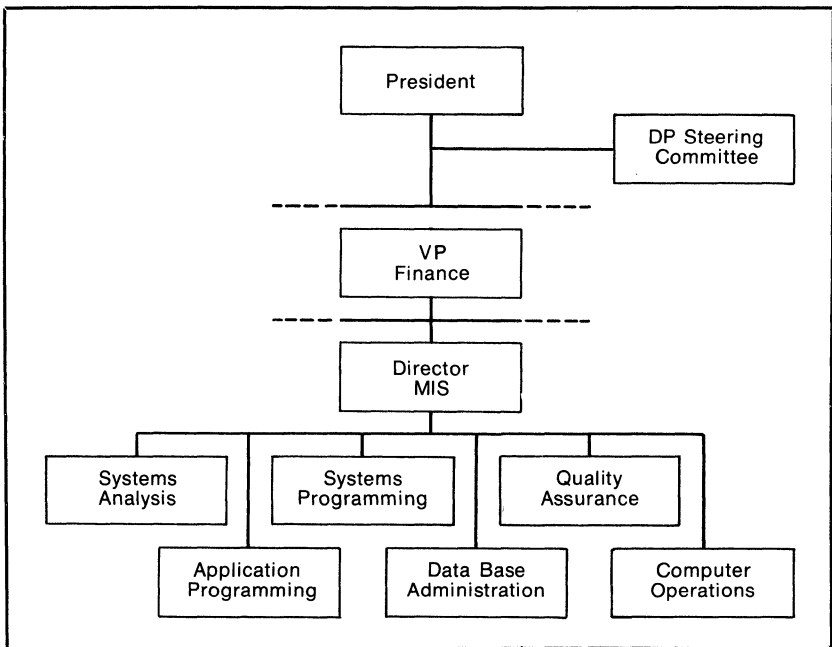 President
DP Steering
Committee
VP
Finance
Director
MIS
Systems
Analysis
Systems
Programming
Quality
Assurance
Application
Programming
Data Base
Administration
Computer
Operations